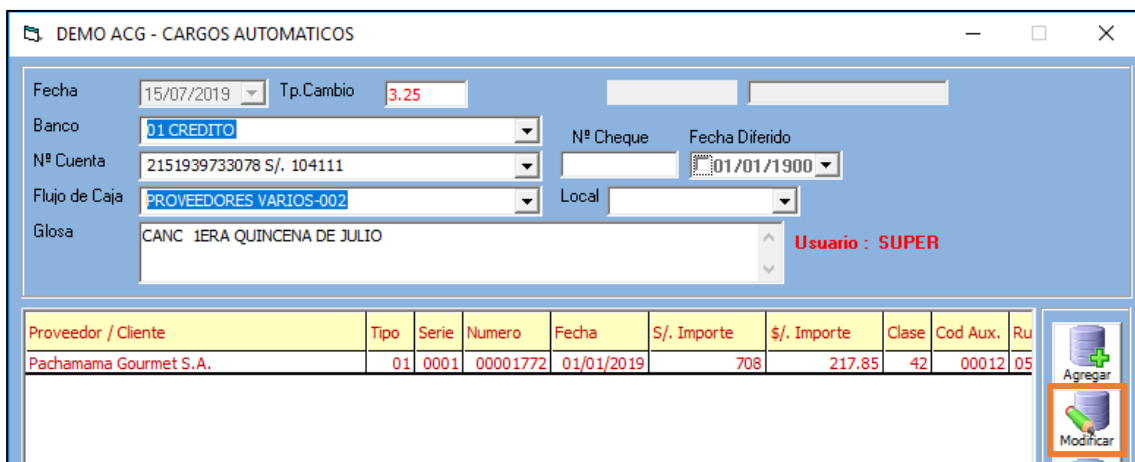 DEMO ACG - CARGOS AUTOMATICOS
Fecha 15/07/2019 Tp.Cambio 3.25
Banco 01 CREDITO Nº Cheque Fecha Diferido
Nº Cuenta 2151939733078 S/. 104111 01/01/1900
Flujo de Caja PROVEEDORES VARIOS-002 Local
Glosa CANC 1ERA QUINCENA DE JULIO Usuario : SUPER
Proveedor / Cliente Tipo Serie Numero Fecha S/. Importe $/. Importe Clase Cod Aux. Ru
Pachamama Gourmet S.A. 01 0001 00001772 01/01/2019 708 217.85 42 00012 05
Agregar
Modificar